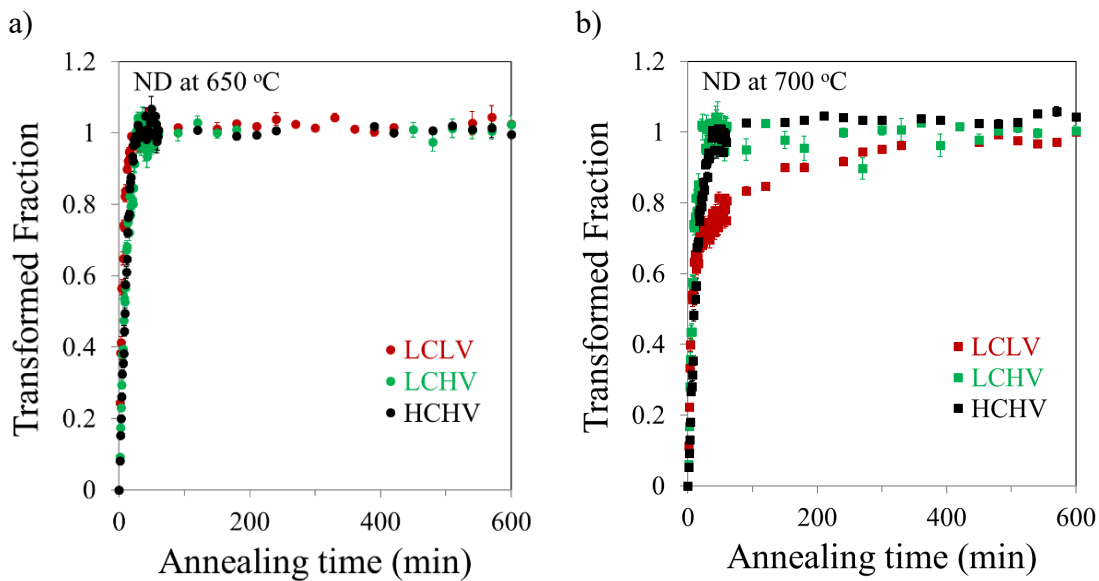 a)
ND at 650 °C
1.2
1
0.8
0.6
0.4
0.2
0
Transformed Fraction
LCLV
LCHV
HCHV
0 200 400 600
Annealing time (min)
b)
ND at 700 °C
1.2
1
0.8
0.6
0.4
0.2
0
Transformed Fraction
LCLV
LCHV
HCHV
0 200 400 600
Annealing time (min)